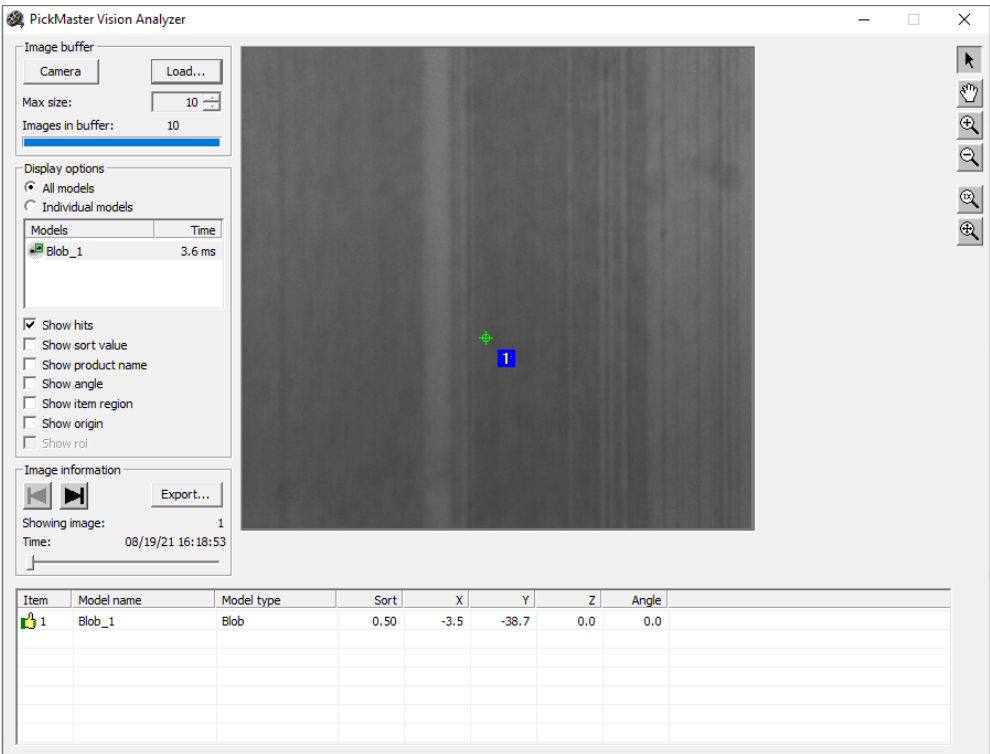 PickMaster Vision Analyzer
Image buffer
Camera
Load...
Max size: 10
Images in buffer: 10
Display options
All models
Individual models
Models Time
Blob_1 3.6 ms
Show hits
Show sort value
Show product name
Show angle
Show item region
Show origin
Show roi
1
Image information
Export...
Showing image: 1
Time: 08/19/21 16:18:53
1X
Item Model name Model type Sort X Y Z Angle
1 Blob_1 Blob 0.50 -3.5 -38.7 0.0 0.0